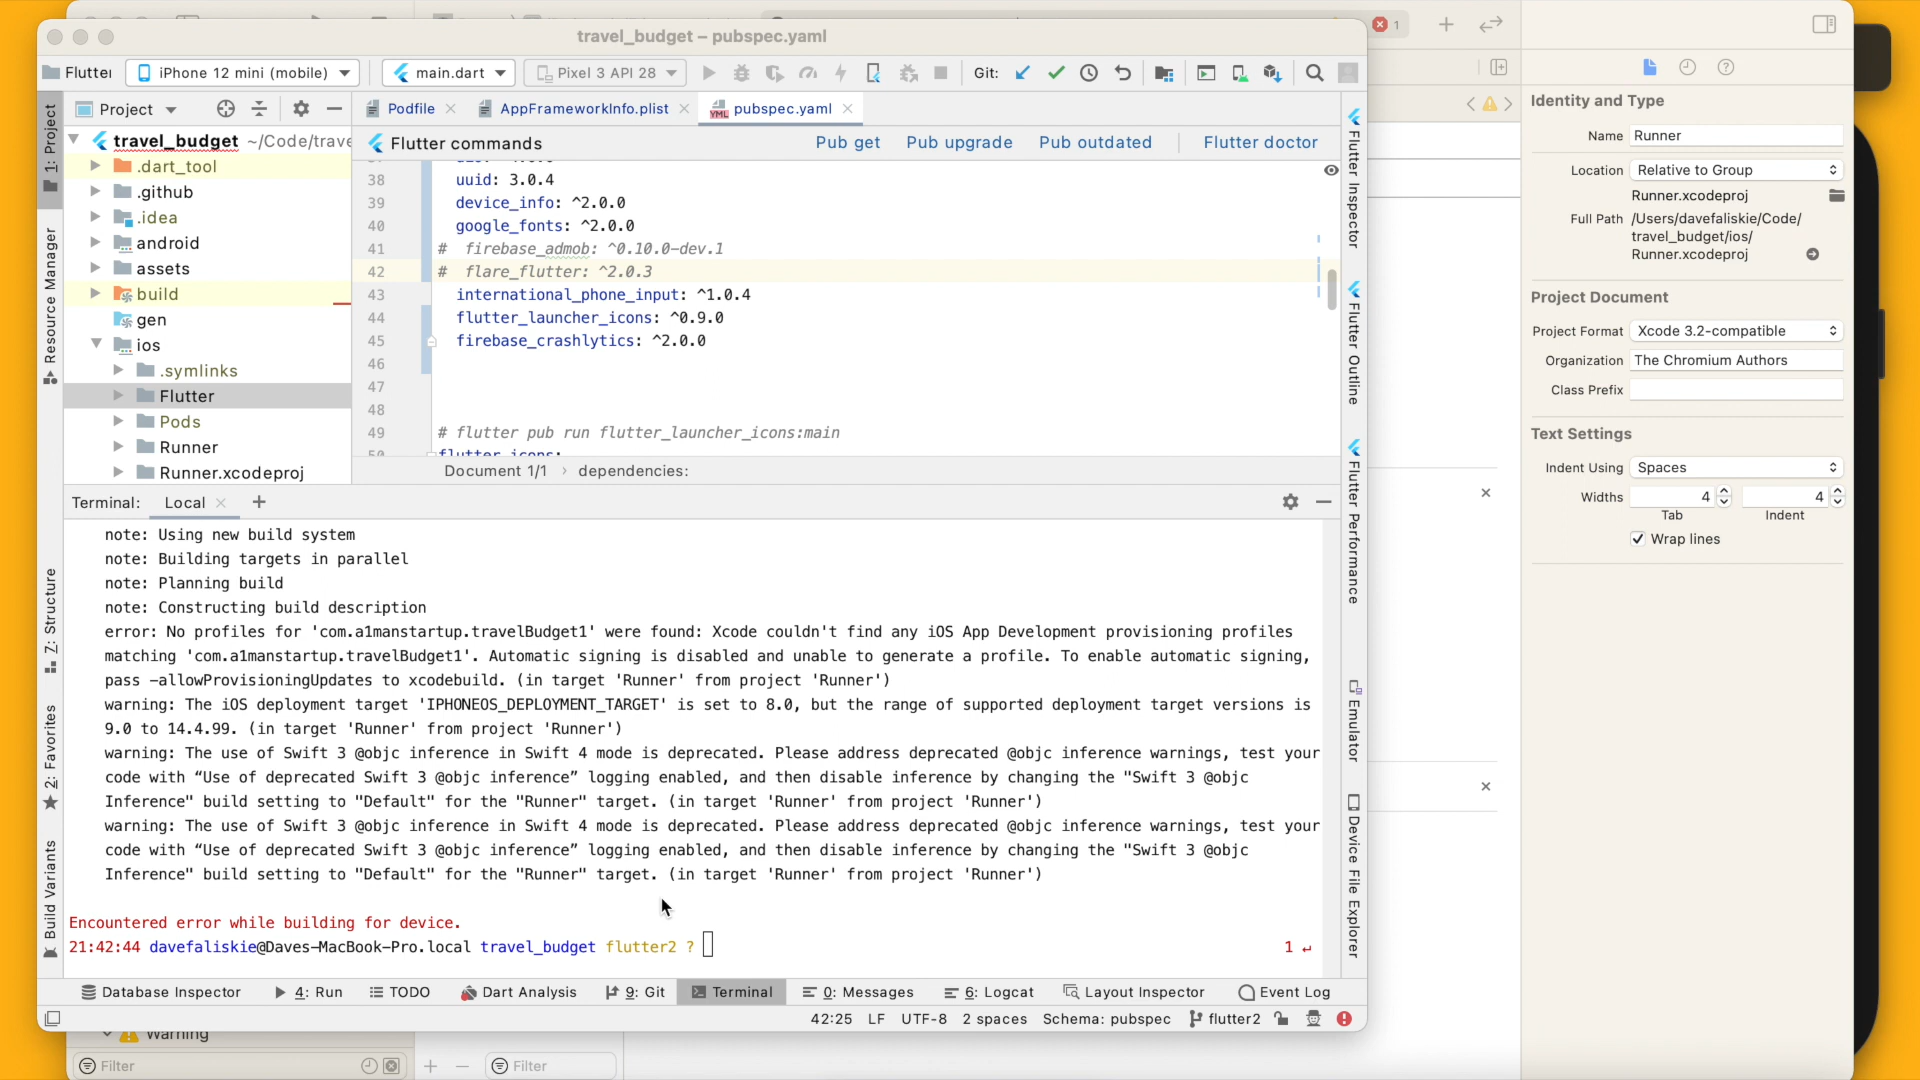 travel_budget – pubspec.yaml
1
Flutter
iPhone 12 mini (mobile)
main.dart
Pixel 3 API 28
Git:
Project
Podfile
AppFrameworkInfo.plist
YML
pubspec.yaml
travel_budget ~/Code/trave
.dart_tool
.github
.idea
android
assets
build
gen
ios
.symlinks
Flutter
Pods
Runner
Runner.xcodeproj
Flutter commands
Pub get
Pub upgrade
Pub outdated
Flutter doctor
38 uuid: 3.0.4
39 device_info: ^2.0.0
40 google_fonts: ^2.0.0
41 # firebase_admob: ^0.10.0-dev.1
42 # flare_flutter: ^2.0.3
43 international_phone_input: ^1.0.4
44 flutter_launcher_icons: ^0.9.0
45 firebase_crashlytics: ^2.0.0
46
47
48
49 # flutter pub run flutter_launcher_icons:main
50 flutter_icons:
Document 1/1 › dependencies:
Terminal:
Local
note: Using new build system
note: Building targets in parallel
note: Planning build
note: Constructing build description
error: No profiles for 'com.a1manstartup.travelBudget1' were found: Xcode couldn't find any iOS App Development provisioning profiles
matching 'com.a1manstartup.travelBudget1'. Automatic signing is disabled and unable to generate a profile. To enable automatic signing,
pass -allowProvisioningUpdates to xcodebuild. (in target 'Runner' from project 'Runner')
warning: The iOS deployment target 'IPHONEOS_DEPLOYMENT_TARGET' is set to 8.0, but the range of supported deployment target versions is
9.0 to 14.4.99. (in target 'Runner' from project 'Runner')
warning: The use of Swift 3 @objc inference in Swift 4 mode is deprecated. Please address deprecated @objc inference warnings, test your
code with “Use of deprecated Swift 3 @objc inference” logging enabled, and then disable inference by changing the "Swift 3 @objc
Inference" build setting to "Default" for the "Runner" target. (in target 'Runner' from project 'Runner')
warning: The use of Swift 3 @objc inference in Swift 4 mode is deprecated. Please address deprecated @objc inference warnings, test your
code with “Use of deprecated Swift 3 @objc inference” logging enabled, and then disable inference by changing the "Swift 3 @objc
Inference" build setting to "Default" for the "Runner" target. (in target 'Runner' from project 'Runner')
Encountered error while building for device.
21:42:44 davefaliskie@Daves-MacBook-Pro.local travel_budget flutter2 ?
1 ↵
Database Inspector
4: Run
TODO
Dart Analysis
9: Git
Terminal
0: Messages
6: Logcat
Layout Inspector
Event Log
42:25
LF
UTF-8
2 spaces
Schema: pubspec
flutter2
1: Project
Resource Manager
Z: Structure
2: Favorites
Build Variants
Flutter Inspector
Flutter Outline
Flutter Performance
Emulator
Device File Explorer
Warning
Filter
Filter
Identity and Type
Name Runner
Location Relative to Group
Runner.xcodeproj
Full Path /Users/davefaliskie/Code/
travel_budget/ios/
Runner.xcodeproj
Project Document
Project Format Xcode 3.2-compatible
Organization The Chromium Authors
Class Prefix
Text Settings
Indent Using Spaces
Widths 4 4
Tab Indent
Wrap lines